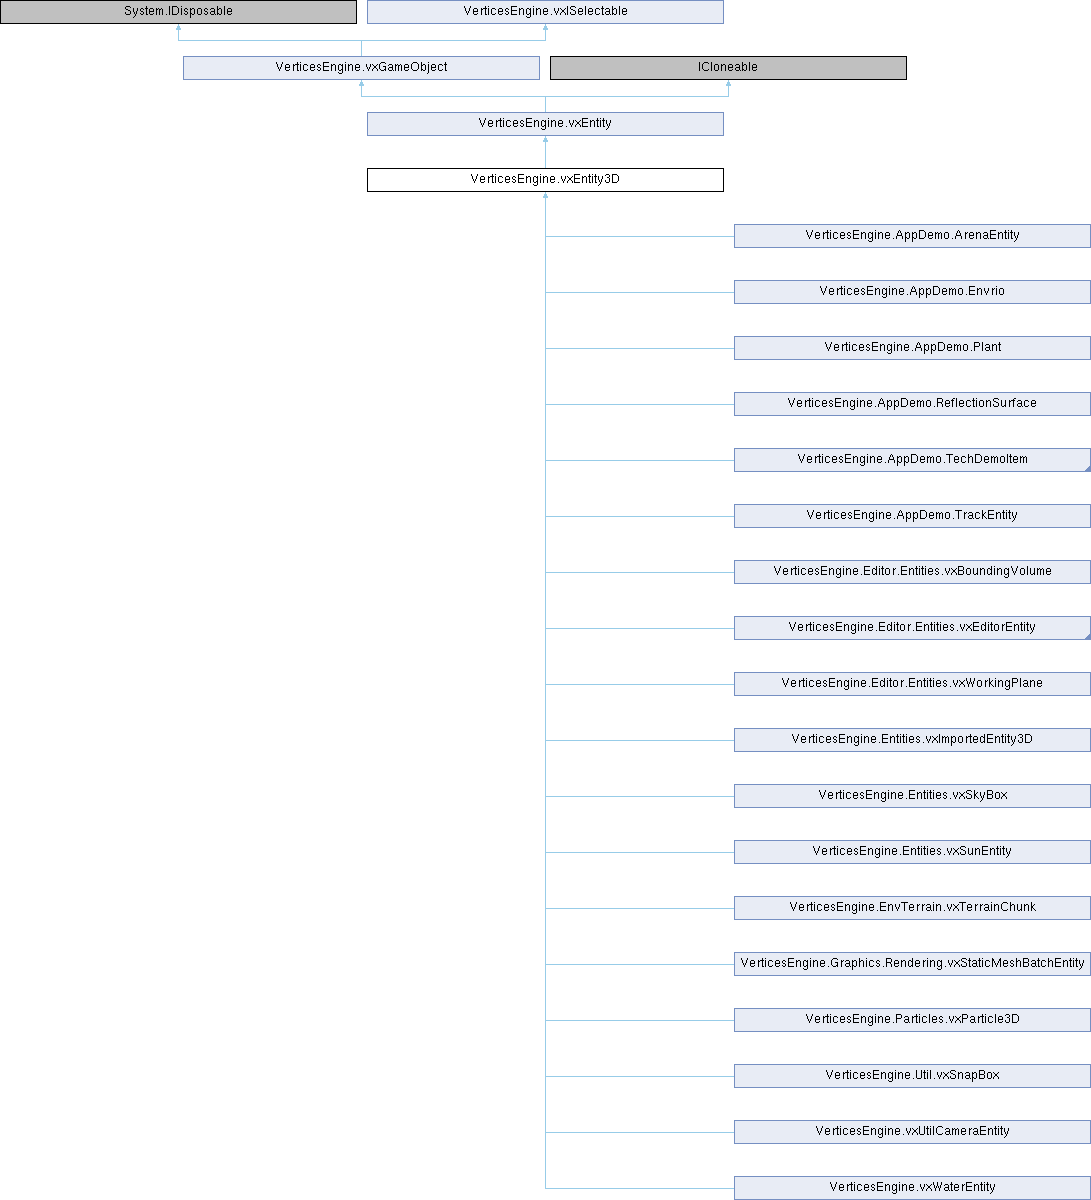 System.IDisposable
VerticesEngine.vxISelectable
VerticesEngine.vxGameObject
ICloneable
VerticesEngine.vxEntity
VerticesEngine.vxEntity3D
VerticesEngine.AppDemo.ArenaEntity
VerticesEngine.AppDemo.Envrio
VerticesEngine.AppDemo.Plant
VerticesEngine.AppDemo.ReflectionSurface
VerticesEngine.AppDemo.TechDemoItem
VerticesEngine.AppDemo.TrackEntity
VerticesEngine.Editor.Entities.vxBoundingVolume
VerticesEngine.Editor.Entities.vxEditorEntity
VerticesEngine.Editor.Entities.vxWorkingPlane
VerticesEngine.Entities.vxImportedEntity3D
VerticesEngine.Entities.vxSkyBox
VerticesEngine.Entities.vxSunEntity
VerticesEngine.EnvTerrain.vxTerrainChunk
VerticesEngine.Graphics.Rendering.vxStaticMeshBatchEntity
VerticesEngine.Particles.vxParticle3D
VerticesEngine.Util.vxSnapBox
VerticesEngine.vxUtilCameraEntity
VerticesEngine.vxWaterEntity